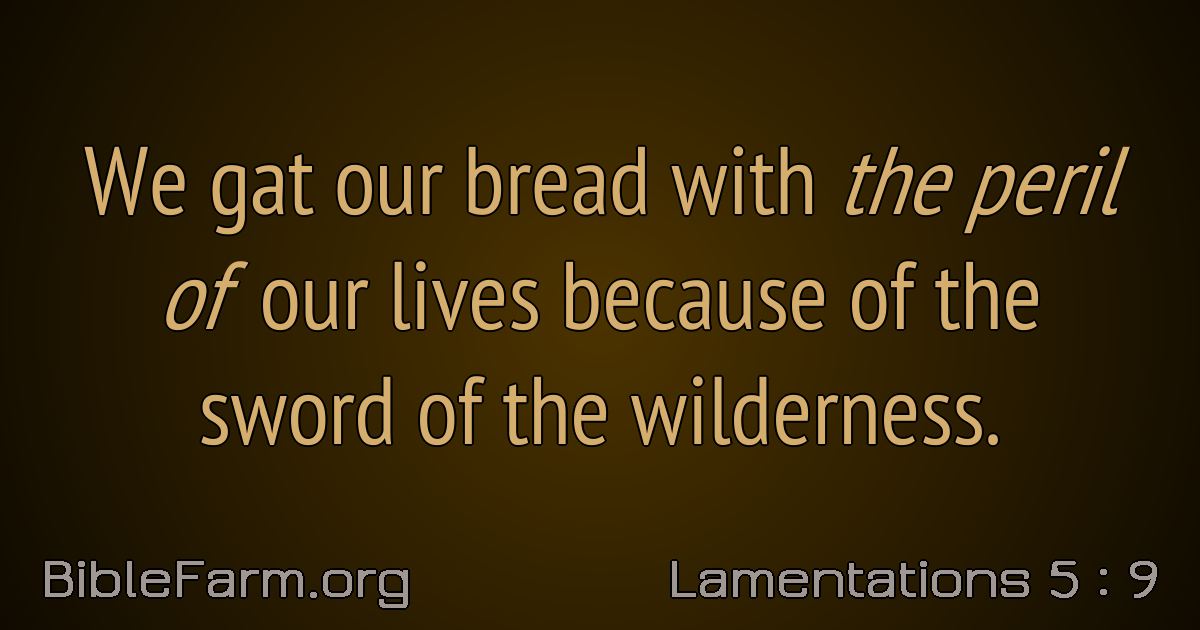 We gat our bread with the peril
of our lives because of the
sword of the wilderness.
BibleFarm.org
Lamentations 5 : 9